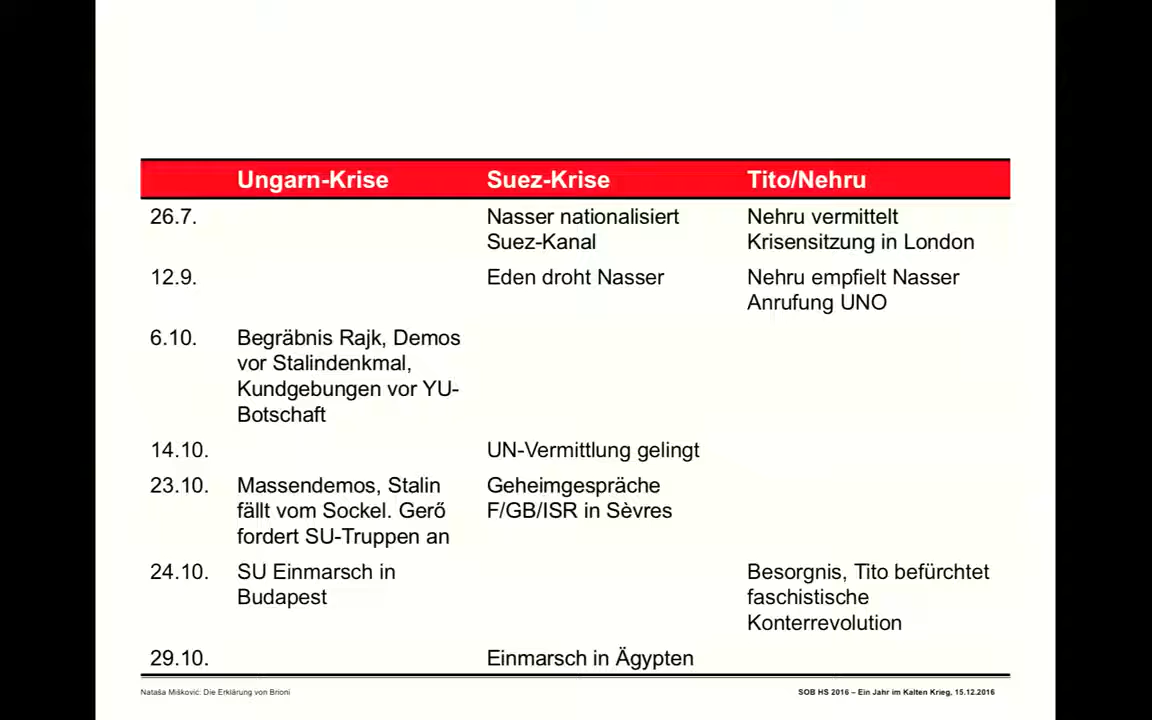 Ungarn-Krise Suez-Krise Tito/Nehru
26.7. Nasser nationalisiert Nehru vermittelt
Suez-Kanal Krisensitzung in London
12.9. Eden droht Nasser Nehru empfielt Nasser
Anrufung UNO
6.10. Begräbnis Rajk, Demos
vor Stalindenkmal,
Kundgebungen vor YU-
Botschaft
14.10. UN-Vermittlung gelingt
23.10. Massendemos, Stalin Geheimgespräche
fällt vom Sockel. Gerő F/GB/ISR in Sèvres
fordert SU-Truppen an
24.10. SU Einmarsch in Besorgnis, Tito befürchtet
Budapest faschistische
Konterrevolution
29.10. Einmarsch in Ägypten
Nataša Mišković: Die Erklärung von Brioni SOB HS 2016 – Ein Jahr im Kalten Krieg, 15.12.2016